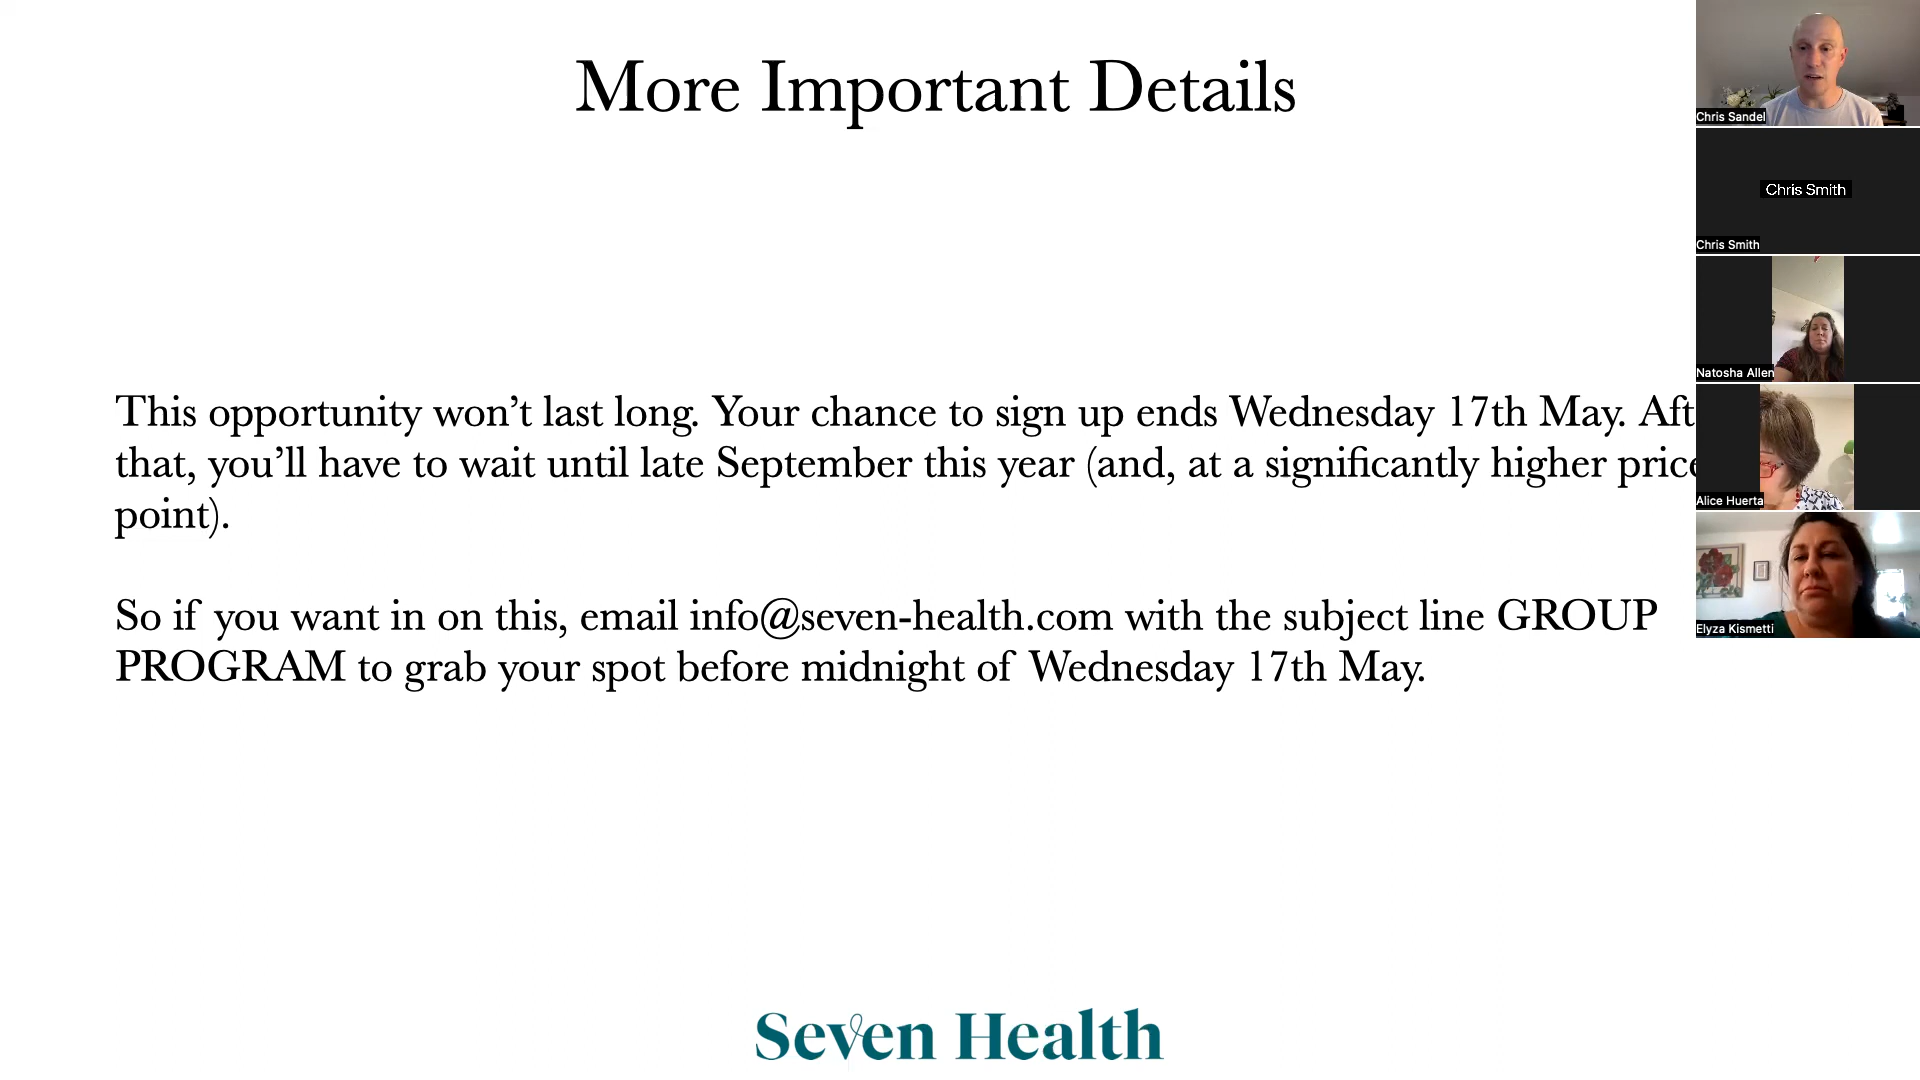 More Important Details
This opportunity won’t last long. Your chance to sign up ends Wednesday 17th May. Aft
that, you’ll have to wait until late September this year (and, at a significantly higher price
point).
So if you want in on this, email info@seven-health.com with the subject line GROUP
PROGRAM to grab your spot before midnight of Wednesday 17th May.
Seven Health
Chris Sandel
Chris Smith
Chris Smith
Natosha Allen
Alice Huerta
Elyza Kismetti